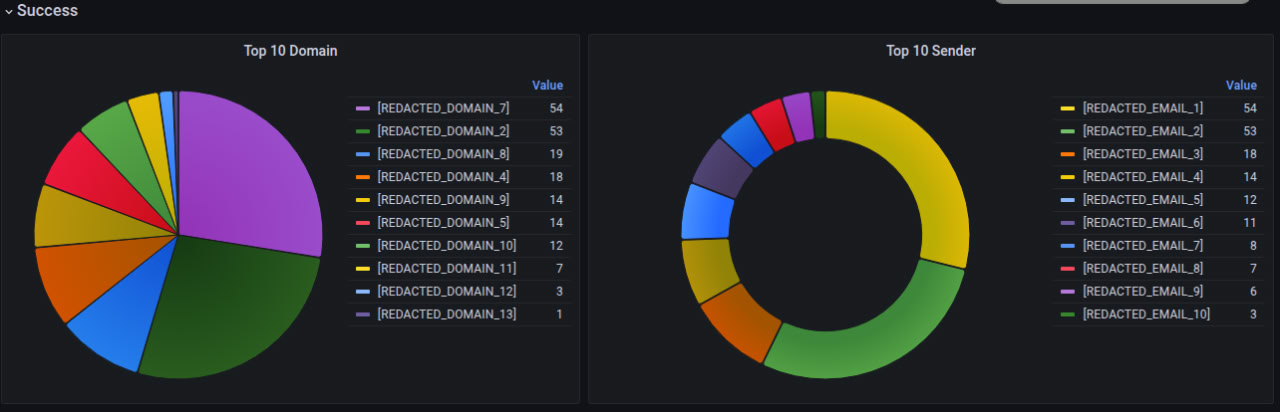 Success
Top 10 Domain
Value
[REDACTED_DOMAIN_7] 54
[REDACTED_DOMAIN_2] 53
[REDACTED_DOMAIN_8] 19
[REDACTED_DOMAIN_4] 18
[REDACTED_DOMAIN_9] 14
[REDACTED_DOMAIN_5] 14
[REDACTED_DOMAIN_10] 12
[REDACTED_DOMAIN_11] 7
[REDACTED_DOMAIN_12] 3
[REDACTED_DOMAIN_13] 1
Top 10 Sender
Value
[REDACTED_EMAIL_1] 54
[REDACTED_EMAIL_2] 53
[REDACTED_EMAIL_3] 18
[REDACTED_EMAIL_4] 14
[REDACTED_EMAIL_5] 12
[REDACTED_EMAIL_6] 11
[REDACTED_EMAIL_7] 8
[REDACTED_EMAIL_8] 7
[REDACTED_EMAIL_9] 6
[REDACTED_EMAIL_10] 3